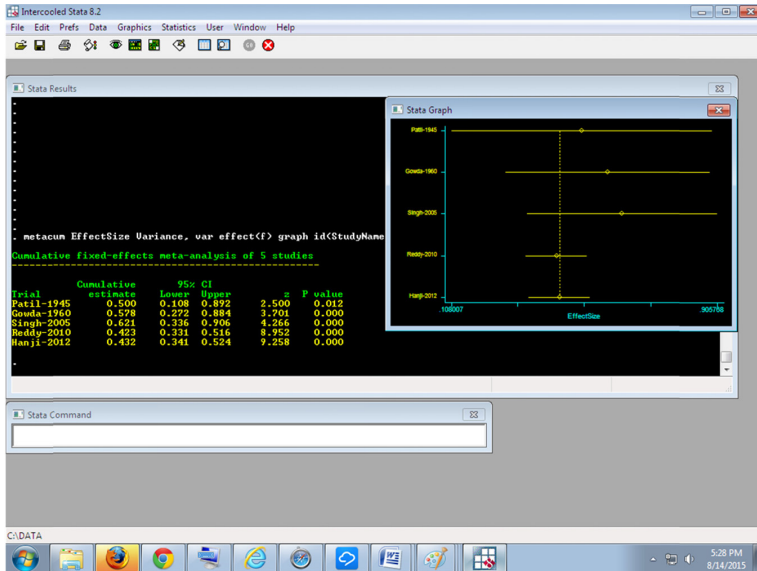 Intercooled Stata 8.2
File Edit Prefs Data Graphics Statistics User Window Help
Stata Results
. metacum EffectSize Variance, var effect(f) graph id(StudyName
Cumulative fixed-effects meta-analysis of 5 studies
Cumulative 95% CI
Trial estimate Lower Upper z P value
Patil-1945 0.500 0.108 0.892 2.500 0.012
Gowda-1960 0.578 0.272 0.884 3.701 0.000
Singh-2005 0.621 0.336 0.906 4.266 0.000
Reddy-2010 0.423 0.331 0.516 8.952 0.000
Hanji-2012 0.432 0.341 0.524 9.258 0.000
.
Stata Graph
Patil-1945
Gowda-1960
Singh-2005
Reddy-2010
Hanji-2012
.108007 .905768
EffectSize
Stata Command
C:\DATA
5:28 PM
8/14/2015